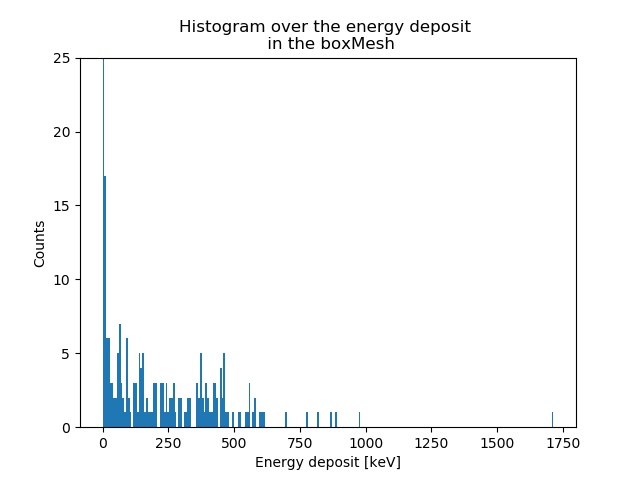 Histogram over the energy deposit
in the boxMesh
25
20
15
10
5
0
Counts
0 250 500 750 1000 1250 1500 1750
Energy deposit [keV]